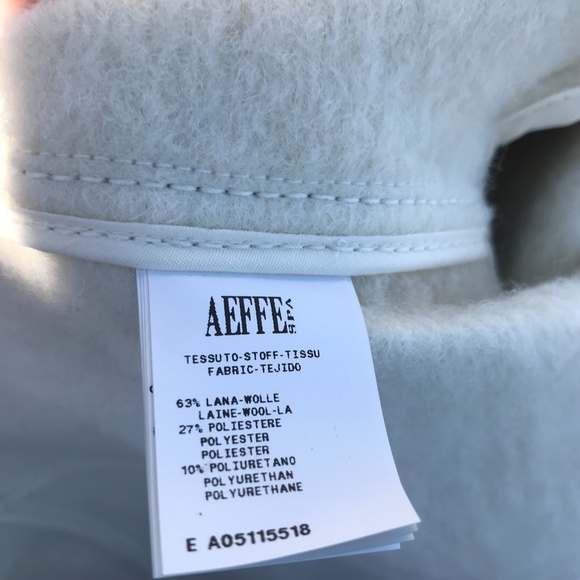 AEFFE SPA
TESSUTO-STOFF-TISSU
FABRIC-TEJIDO
63% LANA-WOLLE
LAINE-WOOL-LA
27% POLIESTERE
POLYESTER
POLIESTER
10% POLIURETANO
POLYURETHAN
POLYURETHANE
E A05115518